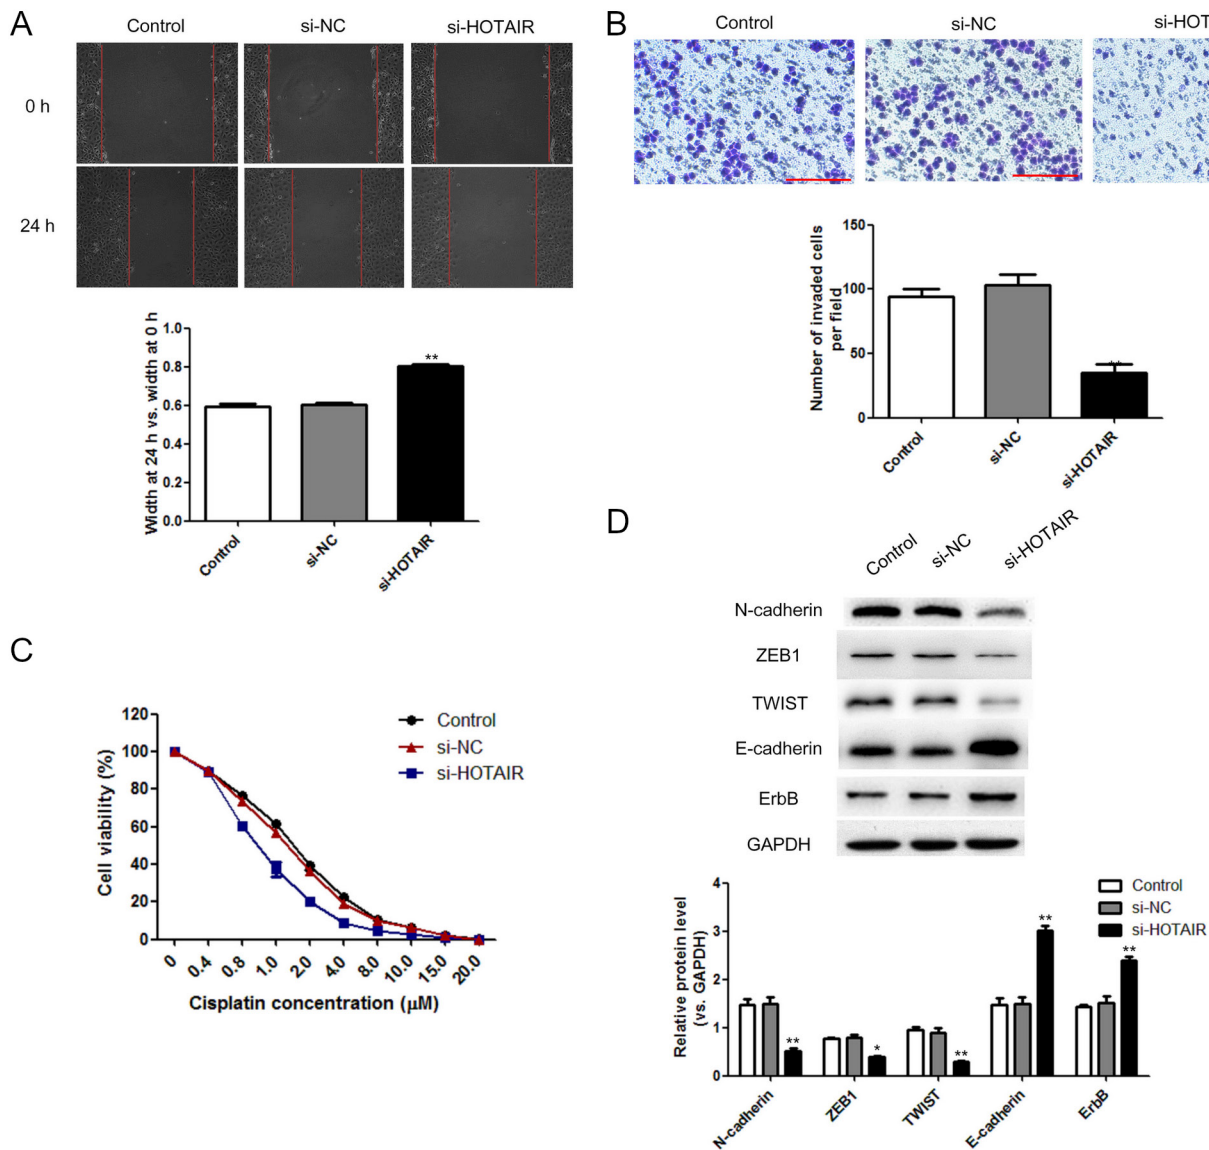 A
Control
si-NC
si-HOTAIR
0 h
24 h
Width at 24 h vs. width at 0 h
1.0
0.8
0.6
0.4
0.2
0.0
**
Control
si-NC
si-HOTAIR
B
Control
si-NC
si-HOT
Number of invaded cells
per field
150
100
50
0
**
Control
si-NC
si-HOTAIR
C
Cell viability (%)
120
100
80
60
40
20
0
Control
si-NC
si-HOTAIR
0
0.4
0.8
1.0
2.0
4.0
8.0
10.0
15.0
20.0
Cisplatin concentration (μM)
D
Control
si-NC
si-HOTAIR
N-cadherin
ZEB1
TWIST
E-cadherin
ErbB
GAPDH
Relative protein level
(vs. GAPDH)
4
3
2
1
0
Control
si-NC
si-HOTAIR
**
*
**
**
**
N-cadherin
ZEB1
TWIST
E-cadherin
ErbB